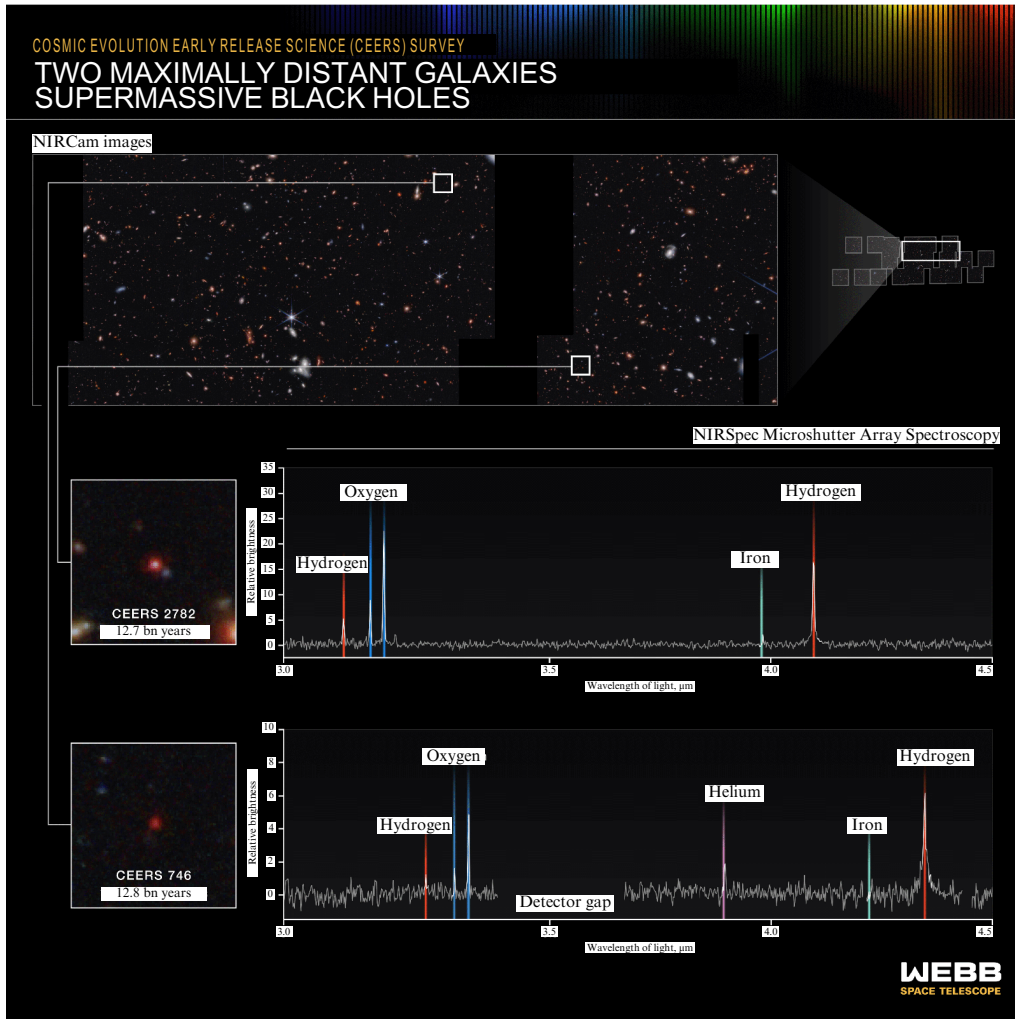 COSMIC EVOLUTION EARLY RELEASE SCIENCE (CEERS) SURVEY
TWO MAXIMALLY DISTANT GALAXIES
SUPERMASSIVE BLACK HOLES
NIRCam images
NIRSpec Microshutter Array Spectroscopy
CEERS 2782
12.7 bn years
Relative brightness
35
30
25
20
15
10
5
0
Hydrogen
Oxygen
Iron
Hydrogen
3.0
3.5
4.0
4.5
Wavelength of light, μm
CEERS 746
12.8 bn years
Relative brightness
10
8
6
4
2
0
Hydrogen
Oxygen
Detector gap
Helium
Iron
Hydrogen
3.0
3.5
4.0
4.5
Wavelength of light, μm
WEBB
SPACE TELESCOPE